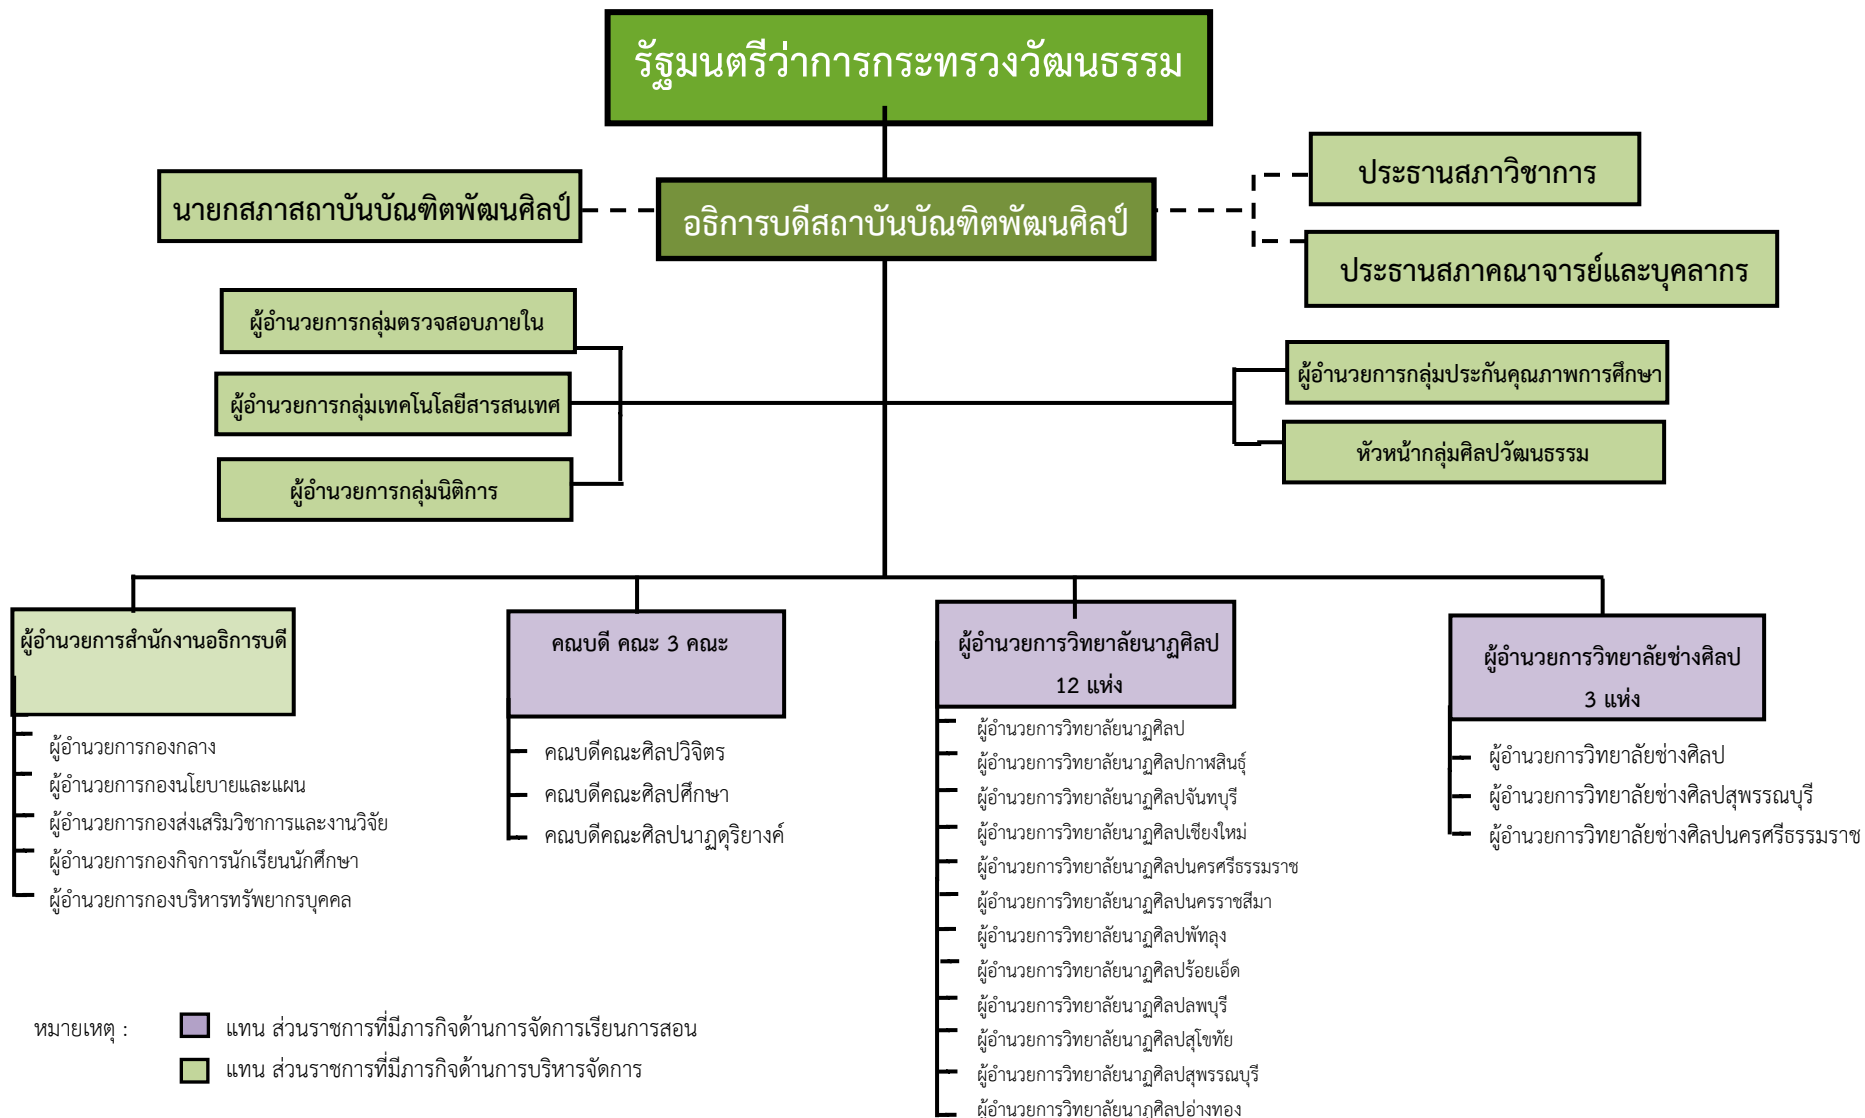 รัฐมนตรีว่าการกระทรวงวัฒนธรรม
นายกสภาสถาบันบัณฑิตพัฒนศิลป์
อธิการบดีสถาบันบัณฑิตพัฒนศิลป์
ประธานสภาวิชาการ
ประธานสภาคณาจารย์และบุคลากร
ผู้อำนวยการกลุ่มตรวจสอบภายใน
ผู้อำนวยการกลุ่มเทคโนโลยีสารสนเทศ
ผู้อำนวยการกลุ่มนิติการ
ผู้อำนวยการกลุ่มประกันคุณภาพการศึกษา
หัวหน้ากลุ่มศิลปวัฒนธรรม
ผู้อำนวยการสำนักงานอธิการบดี
ผู้อำนวยการกองกลาง
ผู้อำนวยการกองนโยบายและแผน
ผู้อำนวยการกองส่งเสริมวิชาการและงานวิจัย
ผู้อำนวยการกองกิจการนักเรียนนักศึกษา
ผู้อำนวยการกองบริหารทรัพยากรบุคคล
คณบดี คณะ 3 คณะ
คณบดีคณะศิลปวิจิตร
คณบดีคณะศิลปศึกษา
คณบดีคณะศิลปนาฏดุริยางค์
ผู้อำนวยการวิทยาลัยนาฏศิลป
12 แห่ง
ผู้อำนวยการวิทยาลัยนาฏศิลป
ผู้อำนวยการวิทยาลัยนาฏศิลปกาฬสินธุ์
ผู้อำนวยการวิทยาลัยนาฏศิลปจันทบุรี
ผู้อำนวยการวิทยาลัยนาฏศิลปเชียงใหม่
ผู้อำนวยการวิทยาลัยนาฏศิลปนครศรีธรรมราช
ผู้อำนวยการวิทยาลัยนาฏศิลปนครราชสีมา
ผู้อำนวยการวิทยาลัยนาฏศิลปพัทลุง
ผู้อำนวยการวิทยาลัยนาฏศิลปร้อยเอ็ด
ผู้อำนวยการวิทยาลัยนาฏศิลปลพบุรี
ผู้อำนวยการวิทยาลัยนาฏศิลปสุโขทัย
ผู้อำนวยการวิทยาลัยนาฏศิลปสุพรรณบุรี
ผู้อำนวยการวิทยาลัยนาฏศิลปอ่างทอง
ผู้อำนวยการวิทยาลัยช่างศิลป
3 แห่ง
ผู้อำนวยการวิทยาลัยช่างศิลป
ผู้อำนวยการวิทยาลัยช่างศิลปสุพรรณบุรี
ผู้อำนวยการวิทยาลัยช่างศิลปนครศรีธรรมราช
หมายเหตุ :
แทน ส่วนราชการที่มีภารกิจด้านการจัดการเรียนการสอน
แทน ส่วนราชการที่มีภารกิจด้านการบริหารจัดการ